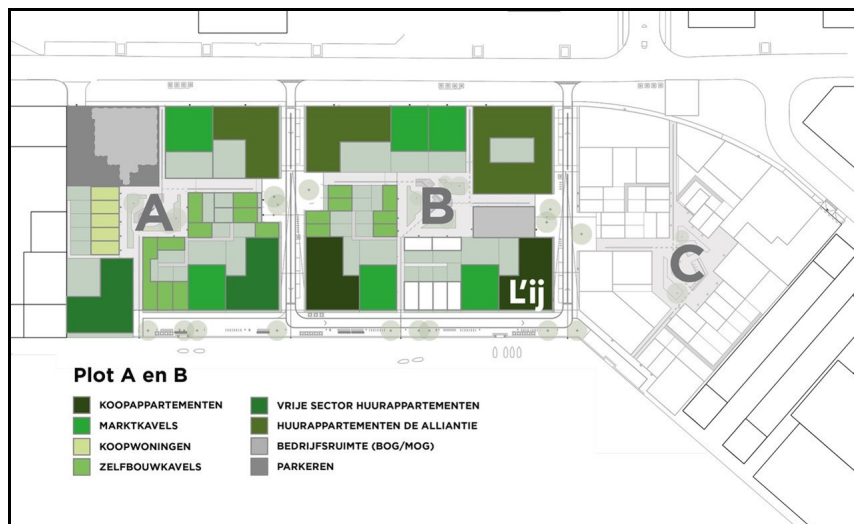 A
B
C
L'ij
Plot A en B
KOOPAPPARTEMENTEN
MARKTKAVELS
KOOPWONINGEN
ZELFBOUWKAVELS
VRIJE SECTOR HUURAPPARTEMENTEN
HUURAPPARTEMENTEN DE ALLIANTIE
BEDRIJFSRUIMTE (BOG/MOG)
PARKEREN